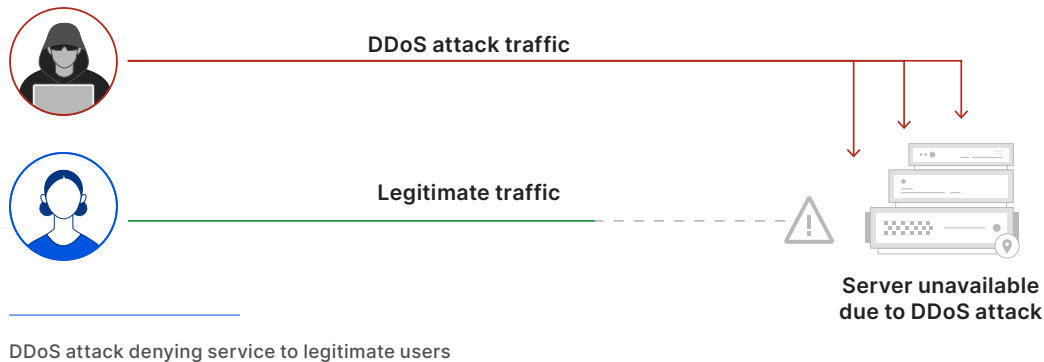 DDoS attack traffic
Legitimate traffic
Server unavailable
due to DDoS attack
DDoS attack denying service to legitimate users